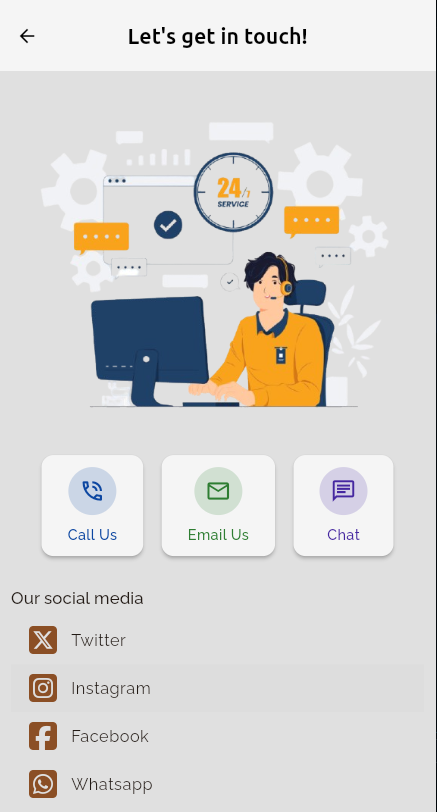 Let's get in touch!
24/7
SERVICE
Call Us
Email Us
Chat
Our social media
Twitter
Instagram
Facebook
Whatsapp